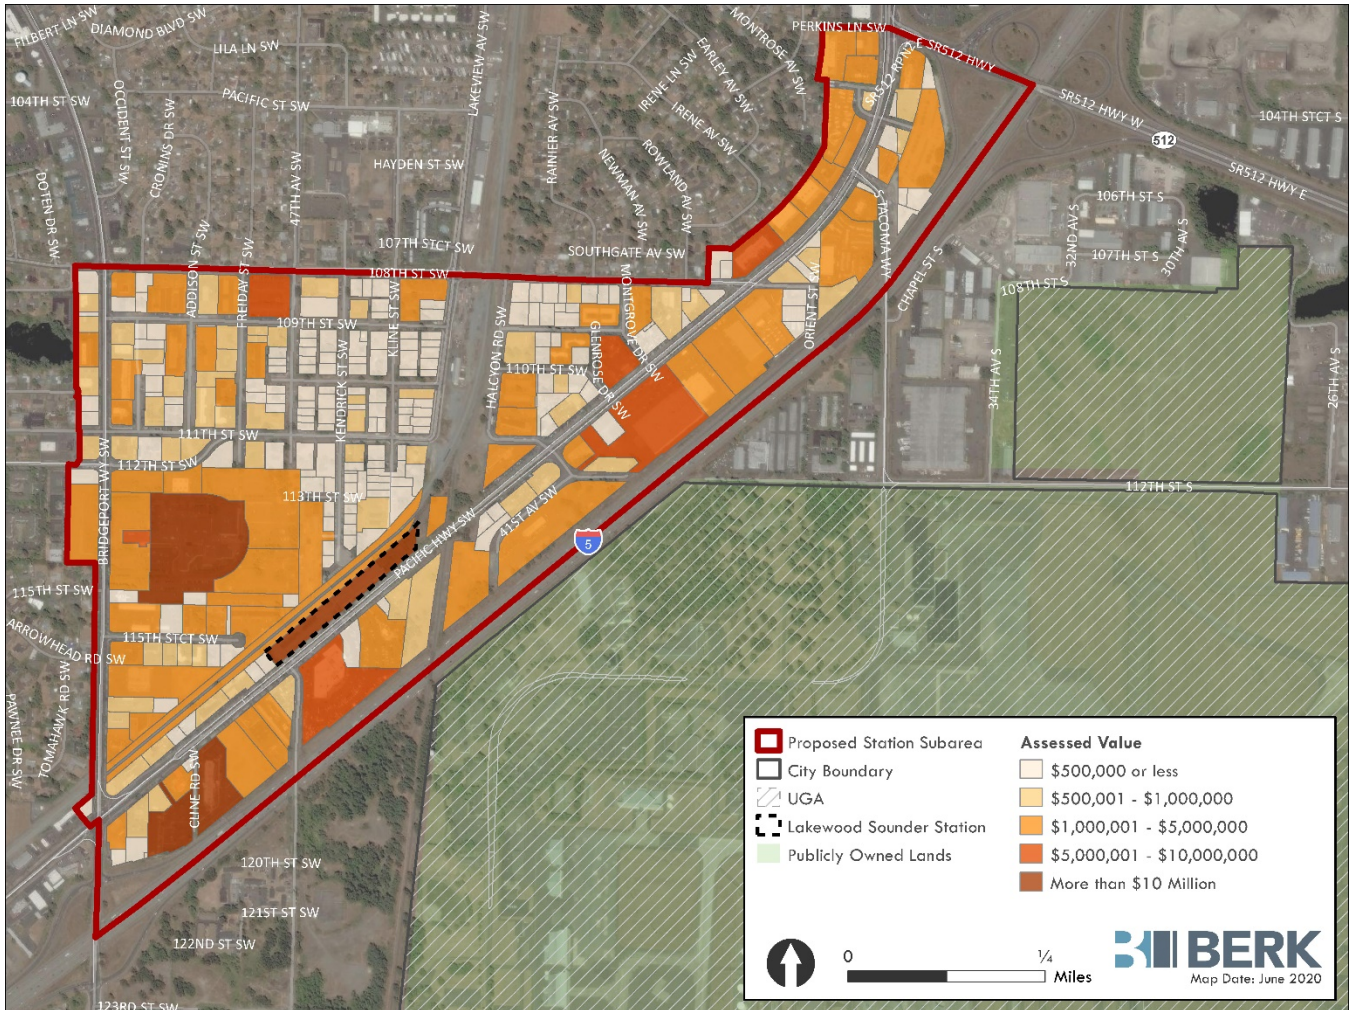 FILBERT LN SW
DIAMOND BLVD SW
LILA LN SW
LAKEVIEW AV SW
MONTROSE AV SW
PERKINS LN SW
EARLEY AV SW
IRENE LN SW
E SR512 HWY
SR512 RPNZ
104TH ST SW
OCCIDENT ST SW
CRONINS DR SW
PACIFIC ST SW
RAINIER AV SW
IRENE AV SW
SR512 HWY W
512
104TH STCT S
SR512 HWY E
DOTEN DR SW
47TH AV SW
HAYDEN ST SW
NEWMAN AV SW
ROWLAND AV SW
S TACOMA WY
106TH ST S
32ND AV S
30TH AV S
107TH ST S
ADDISON ST SW
FREIDAY ST SW
107TH STCT SW
SOUTHGATE AV SW
108TH ST SW
108TH ST S
CHAPEL ST S
MONTGROVE DR SW
ORIENT ST SW
109TH ST SW
KLINE ST SW
KENDRICK ST SW
HALCYON RD SW
GLENROSE DR SW
110TH ST SW
34TH AV S
26TH AV S
111TH ST SW
112TH ST SW
BRIDGEPORT WY SW
113TH ST SW
PACIFIC HWY SW
41ST AV SW
112TH ST S
5
115TH ST SW
115TH STCT SW
ARROWHEAD RD SW
TOMAHAWK RD SW
PAWNEE DR SW
CLINE RD SW
120TH ST SW
121ST ST SW
122ND ST SW
123RD ST SW
Proposed Station Subarea
City Boundary
UGA
Lakewood Sounder Station
Publicly Owned Lands
Assessed Value
$500,000 or less
$500,001 - $1,000,000
$1,000,001 - $5,000,000
$5,000,001 - $10,000,000
More than $10 Million
0
¼
Miles
BERK
Map Date: June 2020